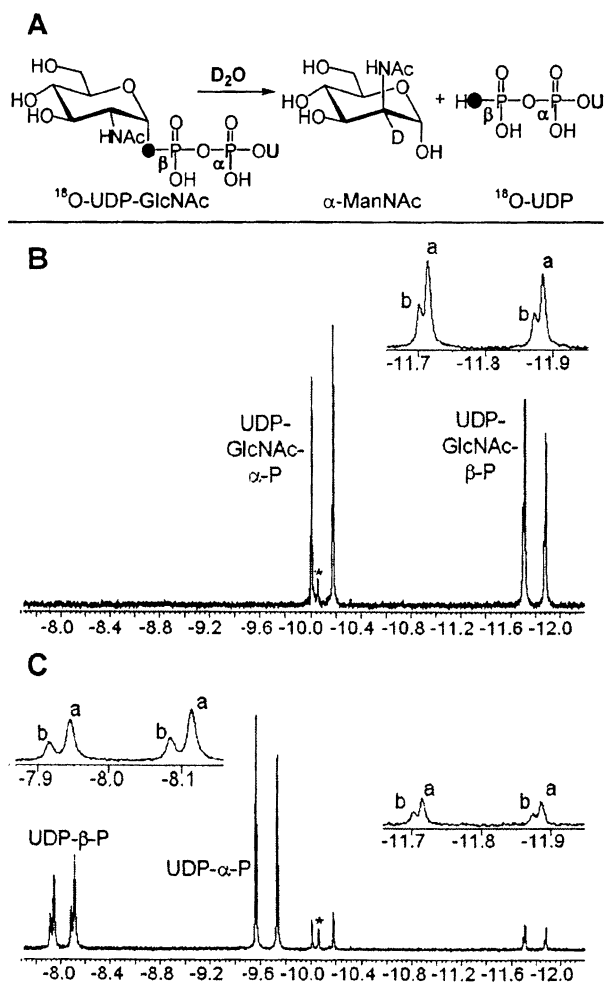 A
D₂O
HO
HO
HO
O
HNAc
β
O
P
OH
O
α
O
P
OH
OU
¹⁸O-UDP-GlcNAc
HO
HO
HO
HNAc
O
D
OH
α-ManNAc
+
H
β
O
P
OH
O
α
O
P
OH
OU
¹⁸O-UDP
B
a
b
a
b
-11.7 -11.8 -11.9
UDP-
GlcNAc-
α-P
*
UDP-
GlcNAc-
β-P
-8.0 -8.4 -8.8 -9.2 -9.6 -10.0 -10.4 -10.8 -11.2 -11.6 -12.0
C
b
a
b
a
-7.9 -8.0 -8.1
b
a
b
a
-11.7 -11.8 -11.9
UDP-β-P
UDP-α-P
*
-8.0 -8.4 -8.8 -9.2 -9.6 -10.0 -10.4 -10.8 -11.2 -11.6 -12.0